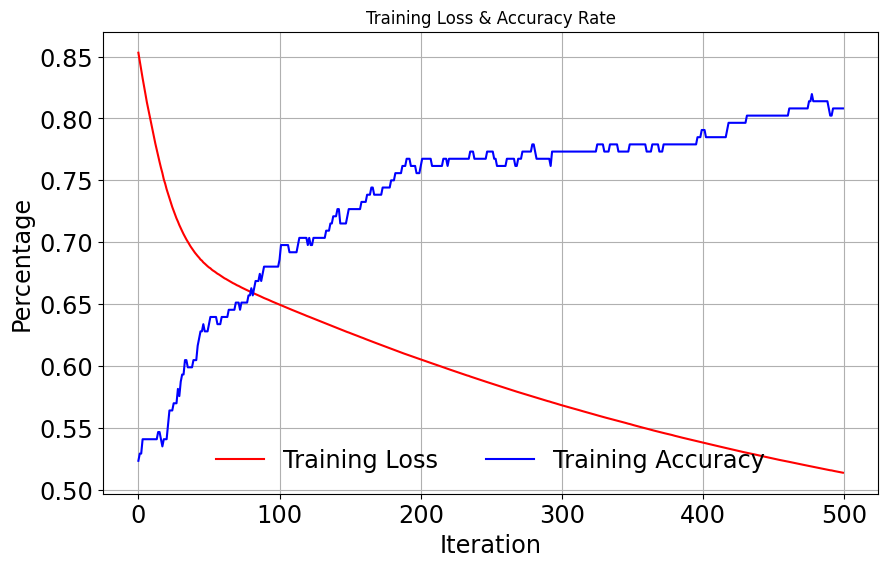 Training Loss & Accuracy Rate
0.85
0.80
0.75
0.70
0.65
0.60
0.55
0.50
Percentage
Training Loss Training Accuracy
0 100 200 300 400 500
Iteration